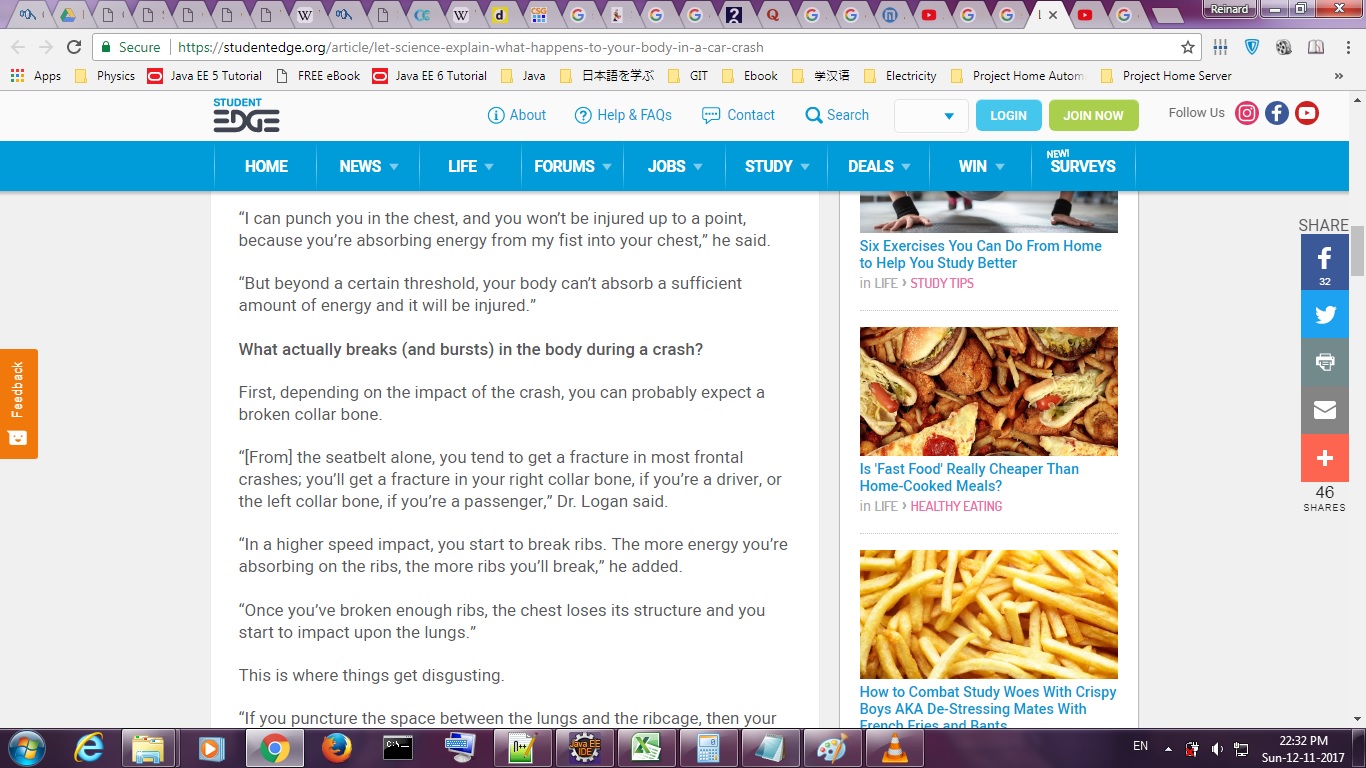 Reinard
Secure
https://studentedge.org/article/let-science-explain-what-happens-to-your-body-in-a-car-crash
Apps
Physics
Java EE 5 Tutorial
FREE eBook
Java EE 6 Tutorial
Java
日本語を学ぶ
GIT
Ebook
学汉语
Electricity
Project Home Autom
Project Home Server
STUDENT
EDGE
About
Help & FAQs
Contact
Search
LOGIN
JOIN NOW
Follow Us
HOME
NEWS
LIFE
FORUMS
JOBS
STUDY
DEALS
WIN
NEW!
SURVEYS
“I can punch you in the chest, and you won’t be injured up to a point,
because you’re absorbing energy from my fist into your chest,” he said.
“But beyond a certain threshold, your body can’t absorb a sufficient
amount of energy and it will be injured.”
What actually breaks (and bursts) in the body during a crash?
First, depending on the impact of the crash, you can probably expect a
broken collar bone.
“[From] the seatbelt alone, you tend to get a fracture in most frontal
crashes; you’ll get a fracture in your right collar bone, if you’re a driver, or
the left collar bone, if you’re a passenger,” Dr. Logan said.
“In a higher speed impact, you start to break ribs. The more energy you’re
absorbing on the ribs, the more ribs you’ll break,” he added.
“Once you’ve broken enough ribs, the chest loses its structure and you
start to impact upon the lungs.”
This is where things get disgusting.
“If you puncture the space between the lungs and the ribcage, then your
Six Exercises You Can Do From Home
to Help You Study Better
in LIFE › STUDY TIPS
Is 'Fast Food' Really Cheaper Than
Home-Cooked Meals?
in LIFE › HEALTHY EATING
How to Combat Study Woes With Crispy
Boys AKA De-Stressing Mates With
French Fries and Bants
SHARE
32
46
SHARES
Feedback
C:\_
Java EE
IDE
EN
22:32 PM
Sun-12-11-2017